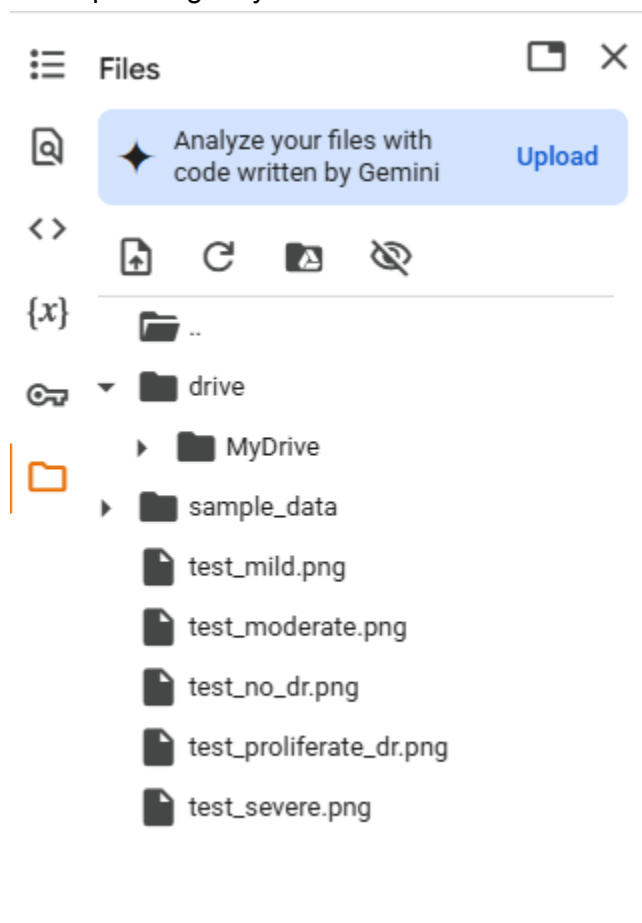 Files
Analyze your files with
code written by Gemini
Upload
{x}
..
drive
MyDrive
sample_data
test_mild.png
test_moderate.png
test_no_dr.png
test_proliferate_dr.png
test_severe.png